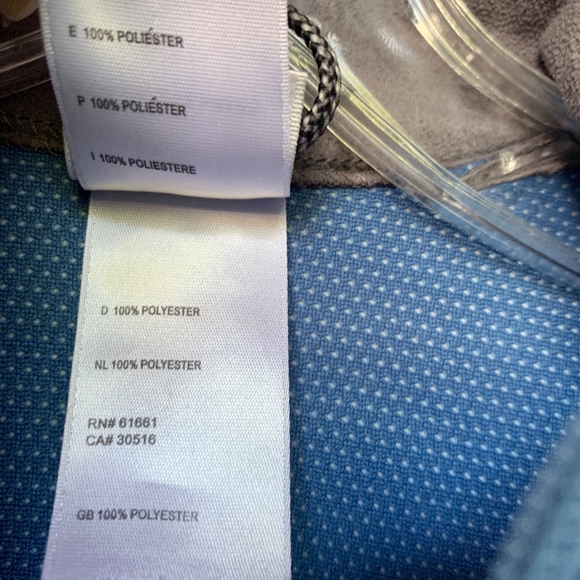 E 100% POLIÉSTER
P 100% POLIÉSTER
I 100% POLIESTERE
D 100% POLYESTER
NL 100% POLYESTER
RN# 61661
CA# 30516
GB 100% POLYESTER